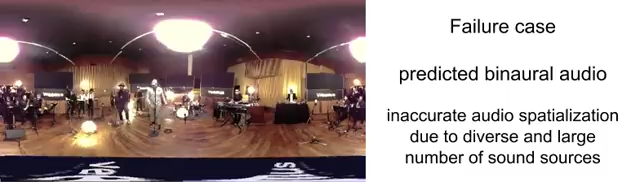 Failure case
predicted binaural audio
inaccurate audio spatialization
due to diverse and large
number of sound sources